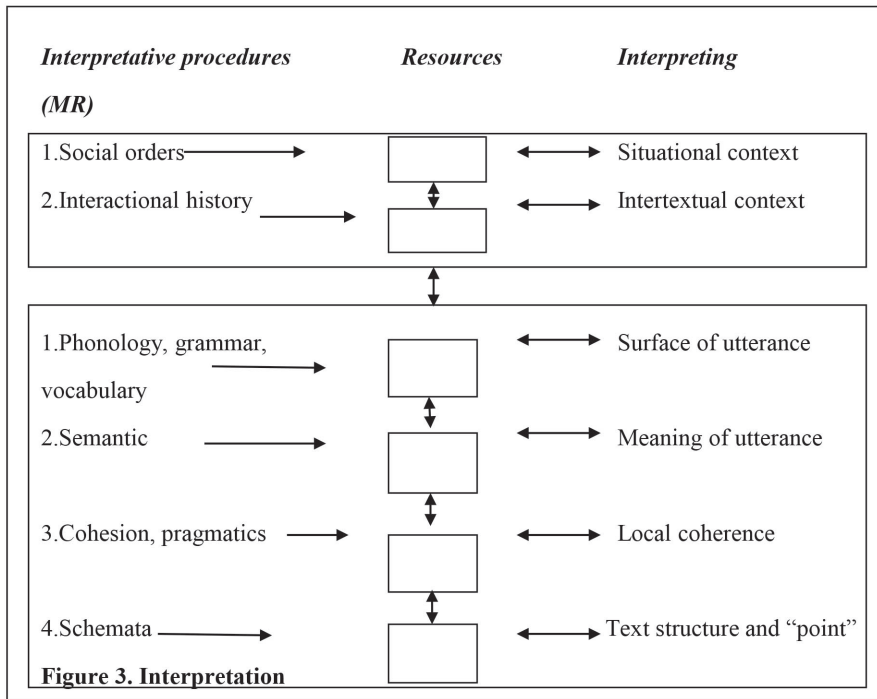 Interpretative procedures Resources Interpreting
(MR)
1.Social orders Situational context
2.Interactional history Intertextual context
1.Phonology, grammar, Surface of utterance
vocabulary
2.Semantic Meaning of utterance
3.Cohesion, pragmatics Local coherence
4.Schemata Text structure and “point”
Figure 3. Interpretation